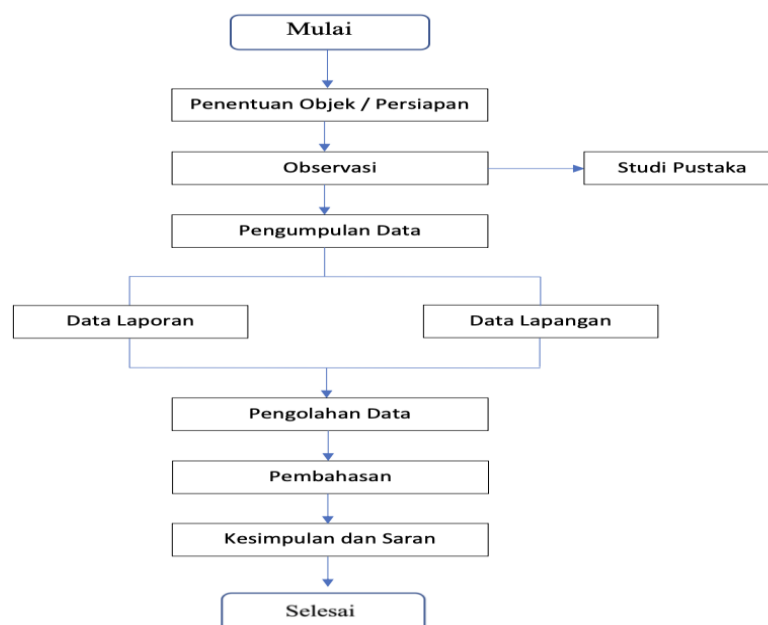 Mulai
Penentuan Objek / Persiapan
Observasi
Studi Pustaka
Pengumpulan Data
Data Laporan
Data Lapangan
Pengolahan Data
Pembahasan
Kesimpulan dan Saran
Selesai